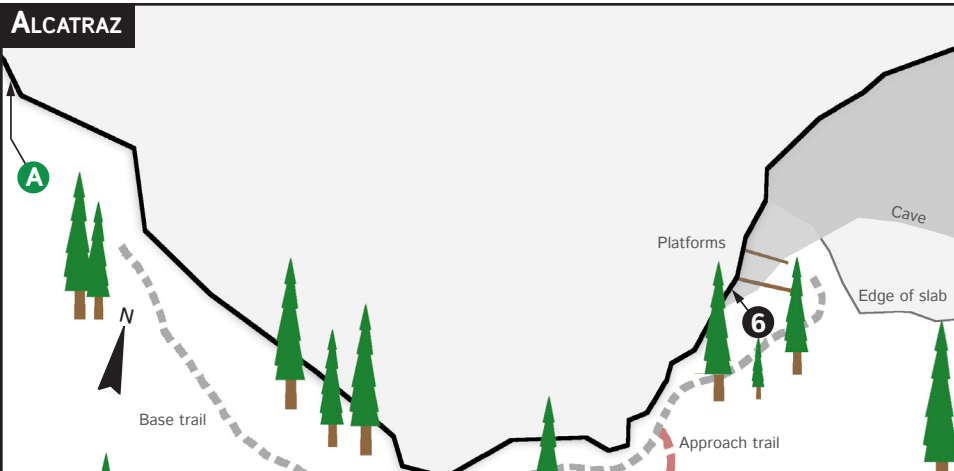 ALCATRAZ
A
Cave
Platforms
Edge of slab
6
N
Base trail
Approach trail